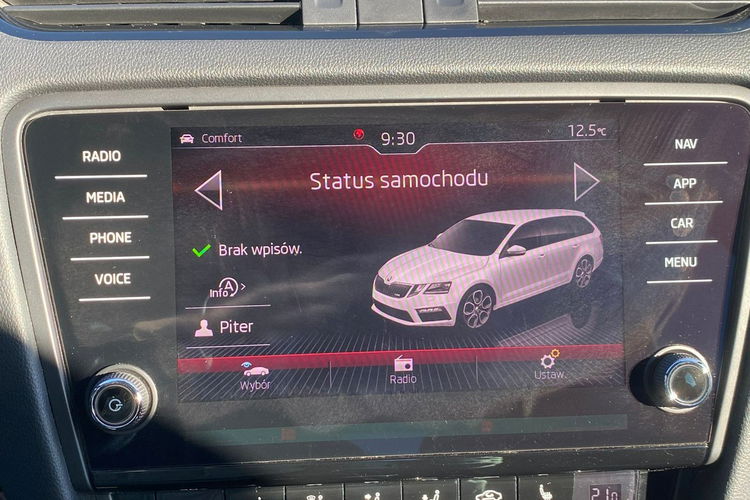 Comfort
9:30
12.5°C
RADIO
MEDIA
PHONE
VOICE
NAV
APP
CAR
MENU
Status samochodu
Brak wpisów.
Info A
Piter
Wybór
Radio
Ustaw.